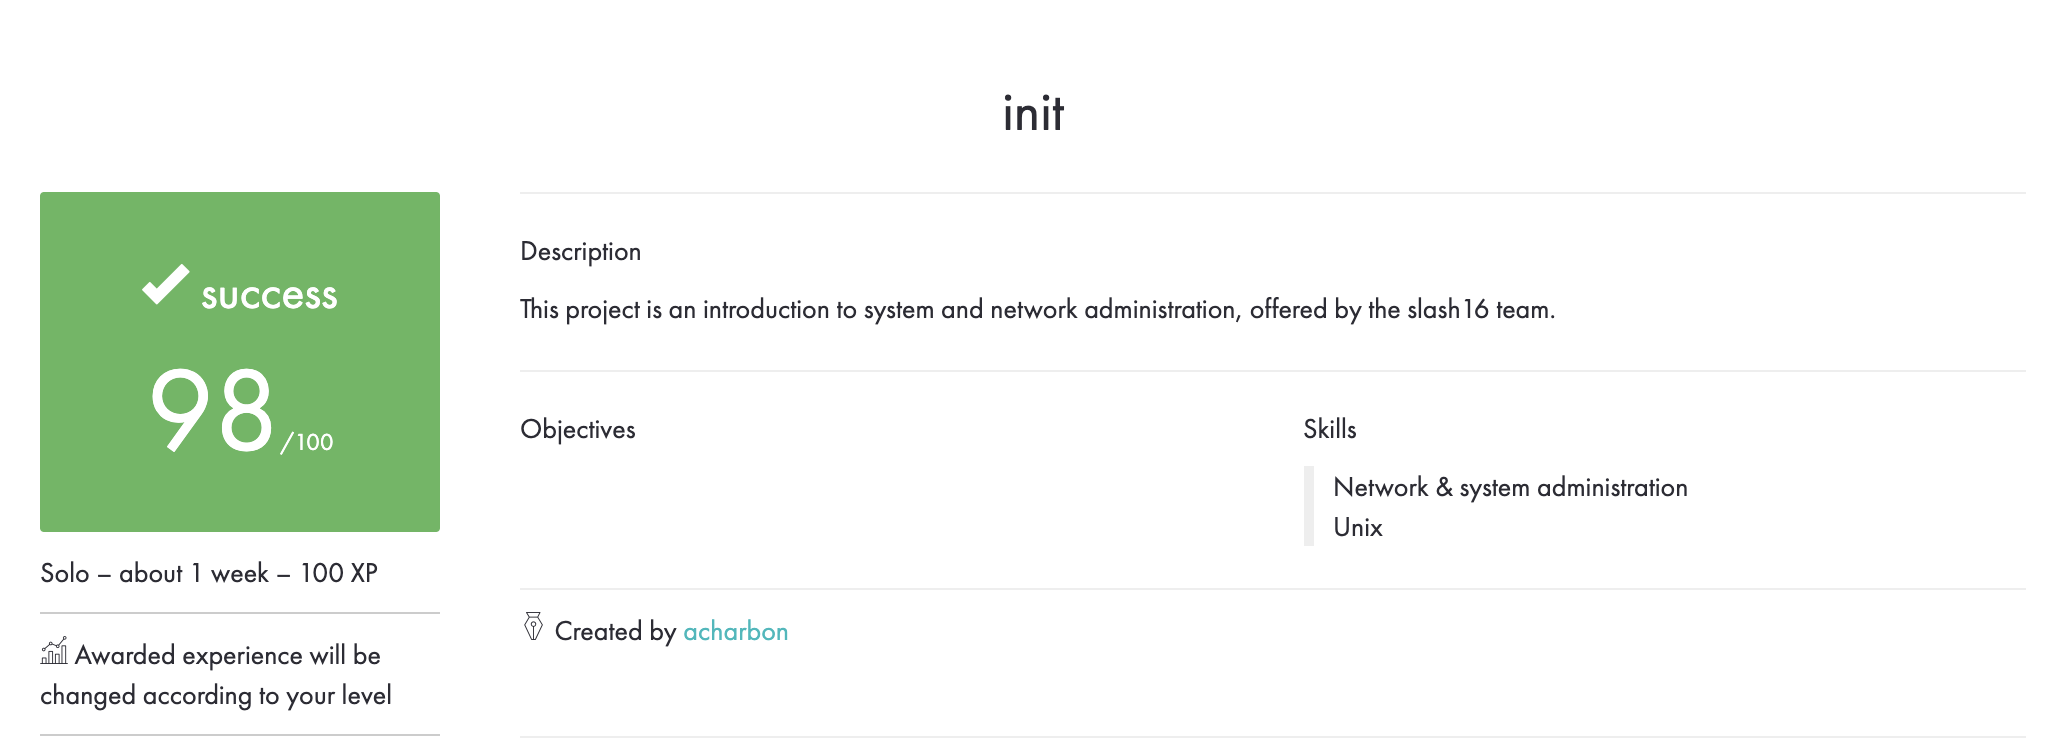 init
success
98 /100
Solo – about 1 week – 100 XP
Awarded experience will be
changed according to your level
Description
This project is an introduction to system and network administration, offered by the slash16 team.
Objectives
Skills
Network & system administration
Unix
Created by acharbon